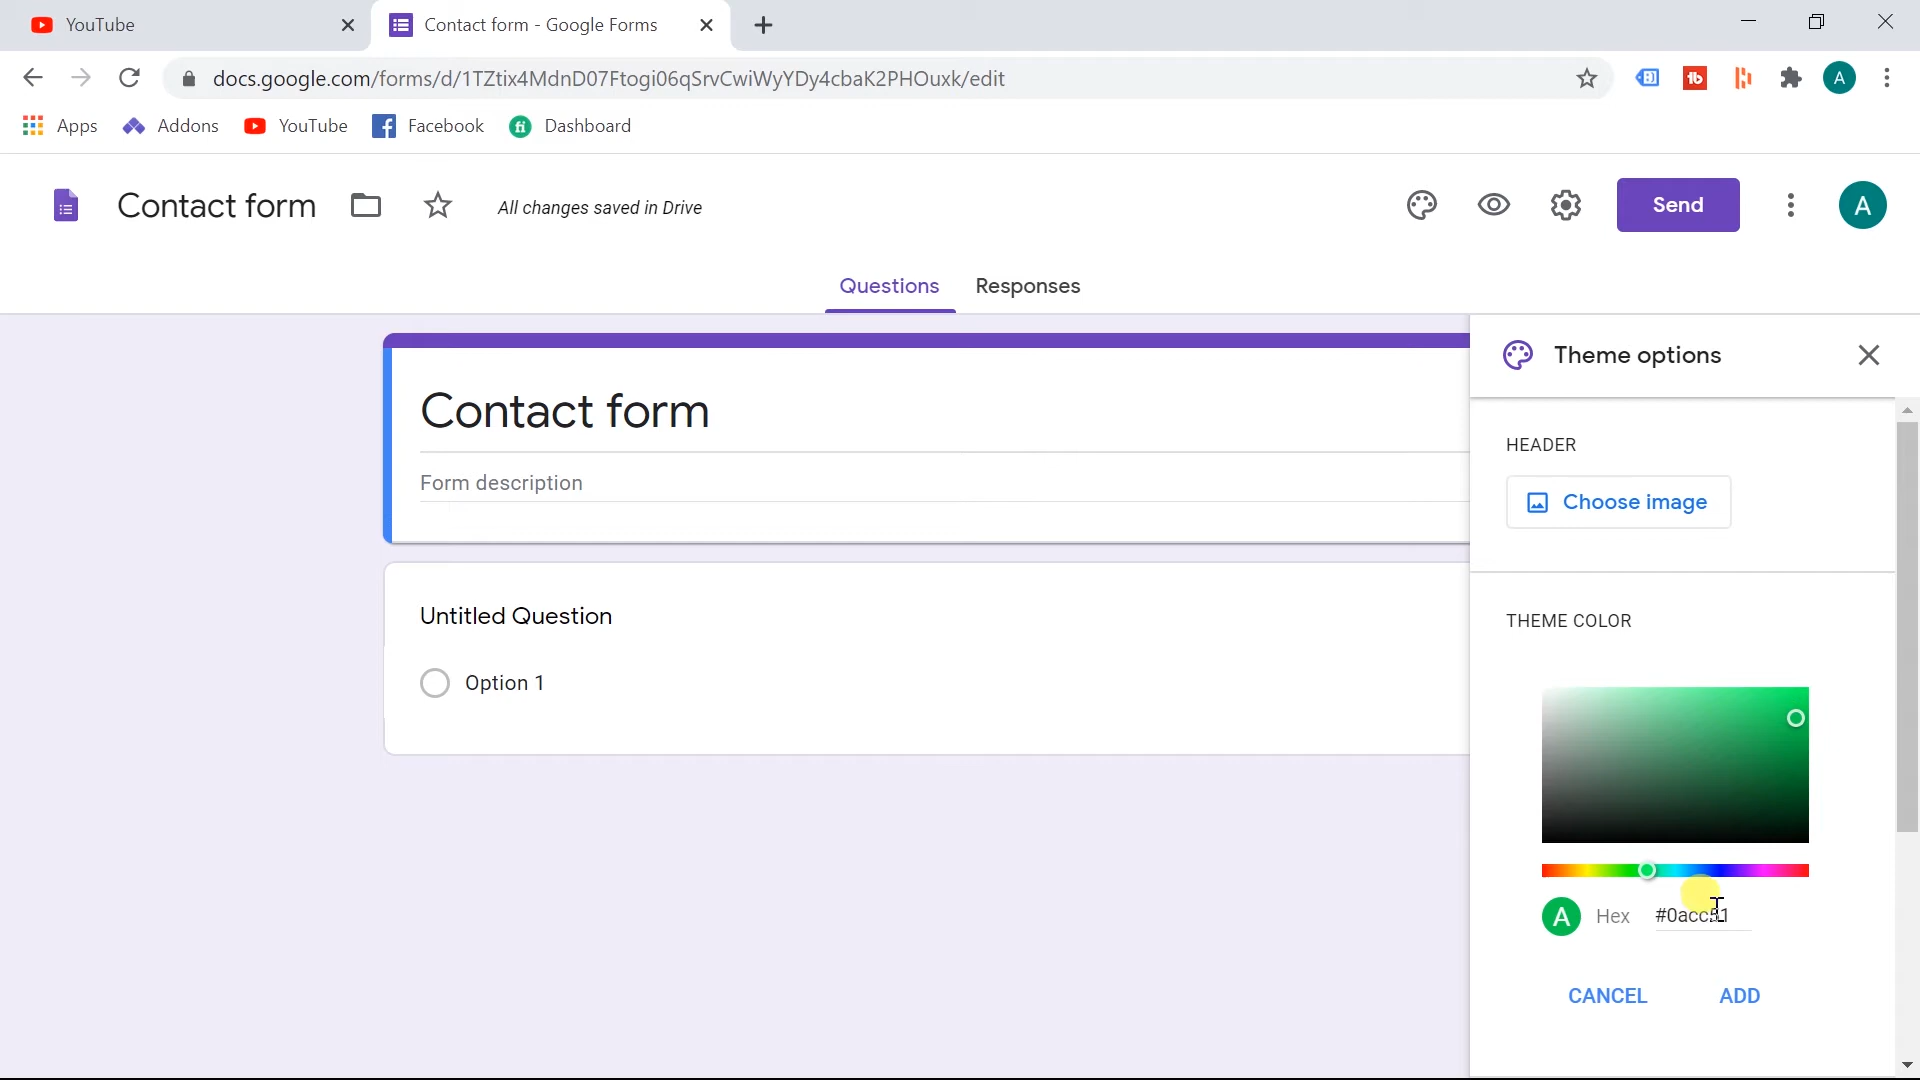 YouTube
Contact form - Google Forms
docs.google.com/forms/d/1TZtix4MdnD07Ftogi06qSrvCwiWyYDy4cbaK2PHOuxk/edit
A
Apps
Addons
YouTube
Facebook
Dashboard
Contact form
All changes saved in Drive
Send
A
Questions
Responses
Contact form
Form description
Untitled Question
Option 1
Theme options
HEADER
Choose image
THEME COLOR
A Hex #0acc51
CANCEL
ADD